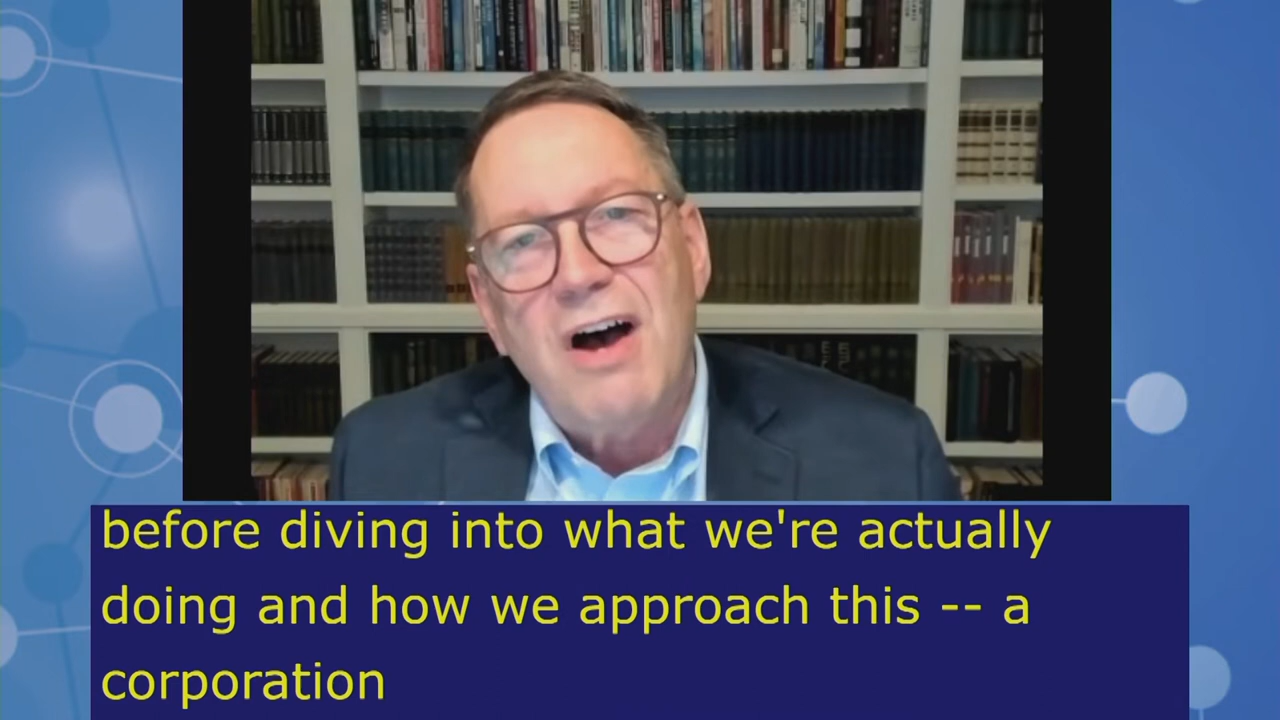 before diving into what we're actually
doing and how we approach this -- a
corporation